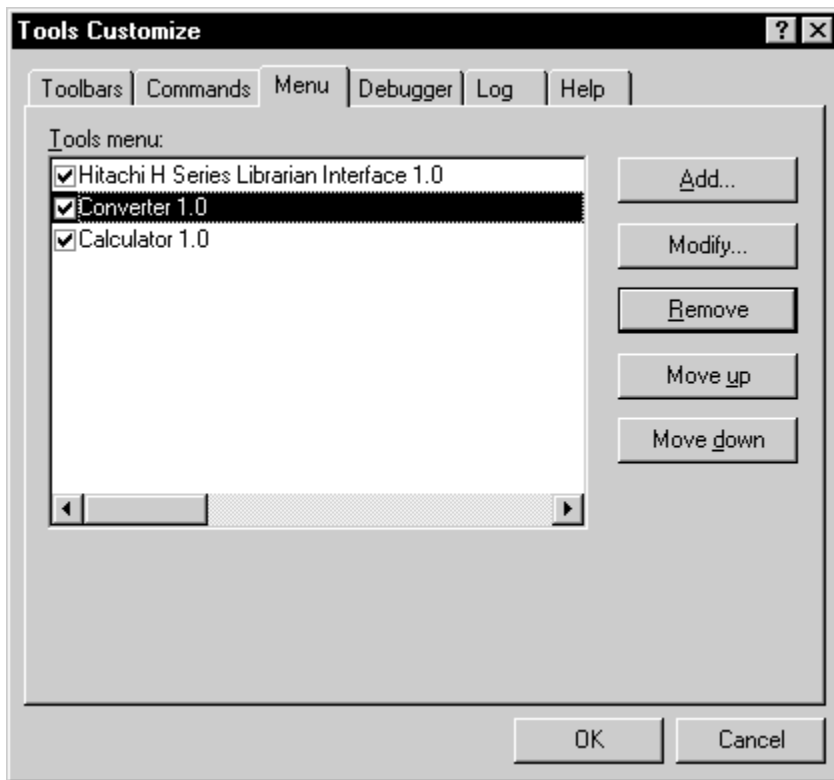 Tools Customize
Toolbars Commands Menu Debugger Log Help
Tools menu:
Hitachi H Series Librarian Interface 1.0
Converter 1.0
Calculator 1.0
Add...
Modify...
Remove
Move up
Move down
OK Cancel